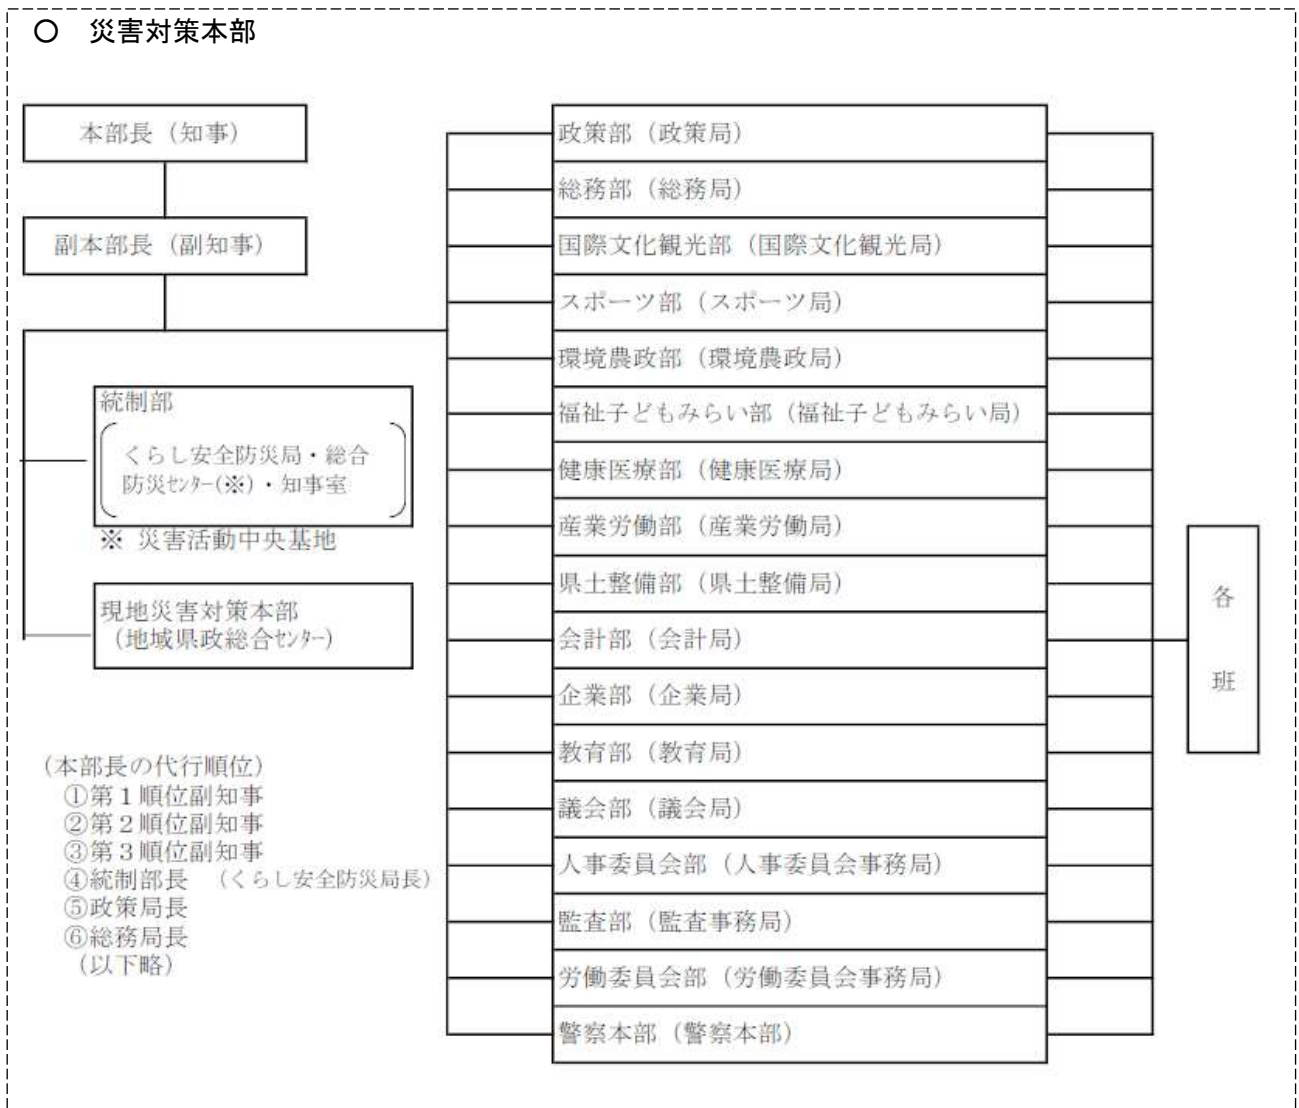 ○ 災害対策本部
本部長（知事）
副本部長（副知事）
統制部
くらし安全防災局・総合
防災ｾﾝﾀｰ(※)・知事室
※ 災害活動中央基地
現地災害対策本部
（地域県政総合ｾﾝﾀｰ)
（本部長の代行順位）
①第１順位副知事
②第２順位副知事
③第３順位副知事
④統制部長 （くらし安全防災局長）
⑤政策局長
⑥総務局長
（以下略）
政策部（政策局）
総務部（総務局）
国際文化観光部（国際文化観光局）
スポーツ部（スポーツ局）
環境農政部（環境農政局）
福祉子どもみらい部（福祉子どもみらい局）
健康医療部（健康医療局）
産業労働部（産業労働局）
県土整備部（県土整備局）
会計部（会計局）
企業部（企業局）
教育部（教育局）
議会部（議会局）
人事委員会部（人事委員会事務局）
監査部（監査事務局）
労働委員会部（労働委員会事務局）
警察本部（警察本部）
各
班